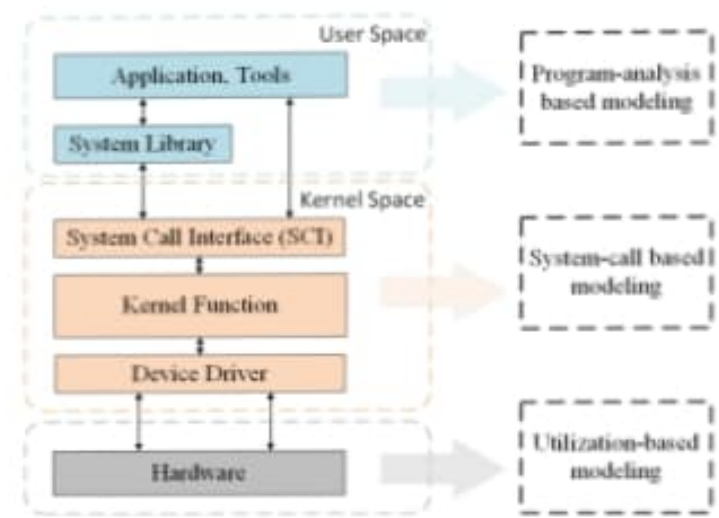 User Space
Application, Tools
System Library
Program-analysis
based modeling
Kernel Space
System Call Interface (SCI)
Kernel Function
Device Driver
System-call based
modeling
Hardware
Utilization-based
modeling